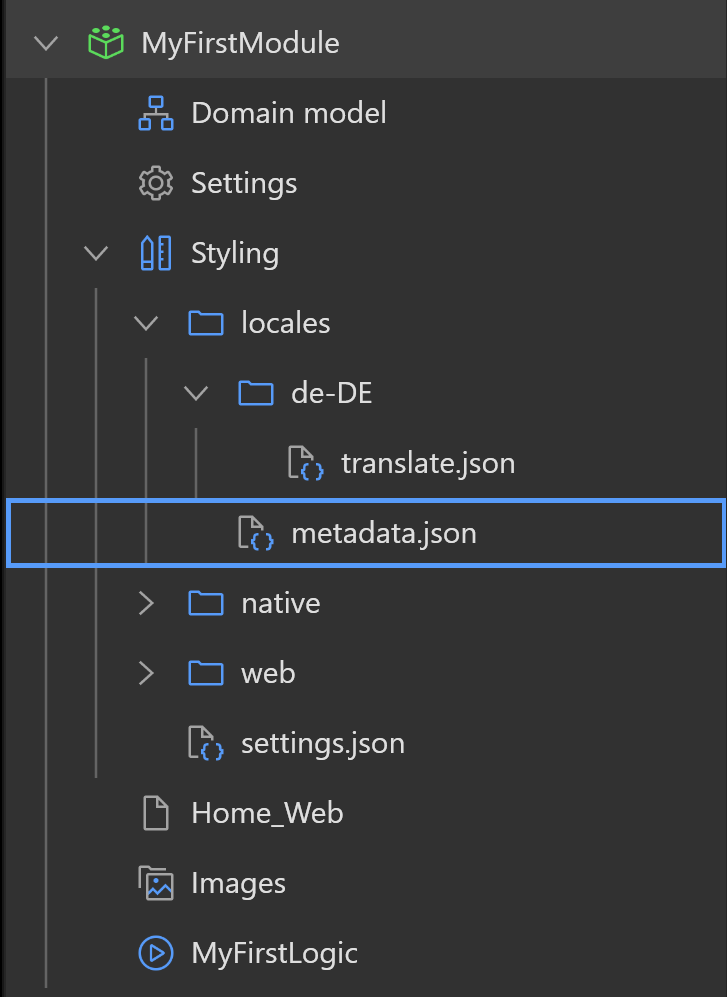 MyFirstModule
Domain model
Settings
Styling
locales
de-DE
translate.json
metadata.json
native
web
settings.json
Home_Web
Images
MyFirstLogic